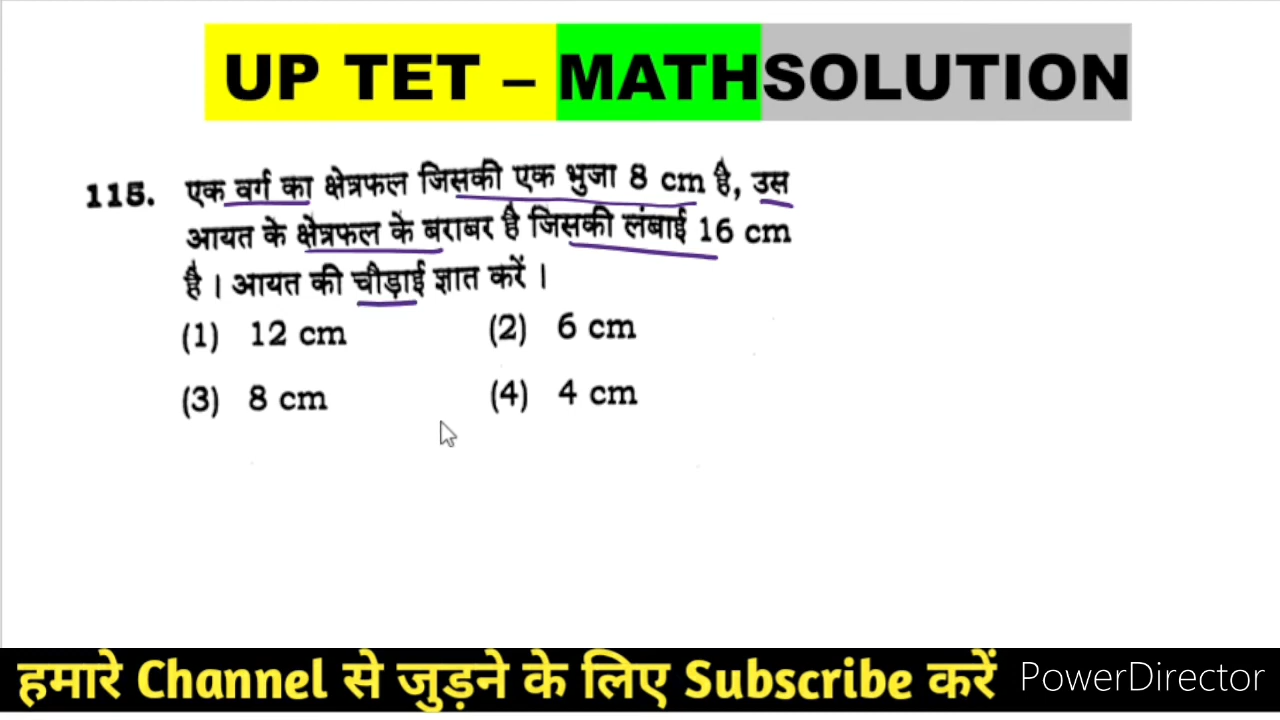 UP TET – MATHSOLUTION
115. एक वर्ग का क्षेत्रफल जिसकी एक भुजा 8 cm है, उस
आयत के क्षेत्रफल के बराबर है जिसकी लंबाई 16 cm
है । आयत की चौड़ाई ज्ञात करें ।
(1) 12 cm (2) 6 cm
(3) 8 cm (4) 4 cm
हमारे Channel से जुड़ने के लिए Subscribe करें PowerDirector